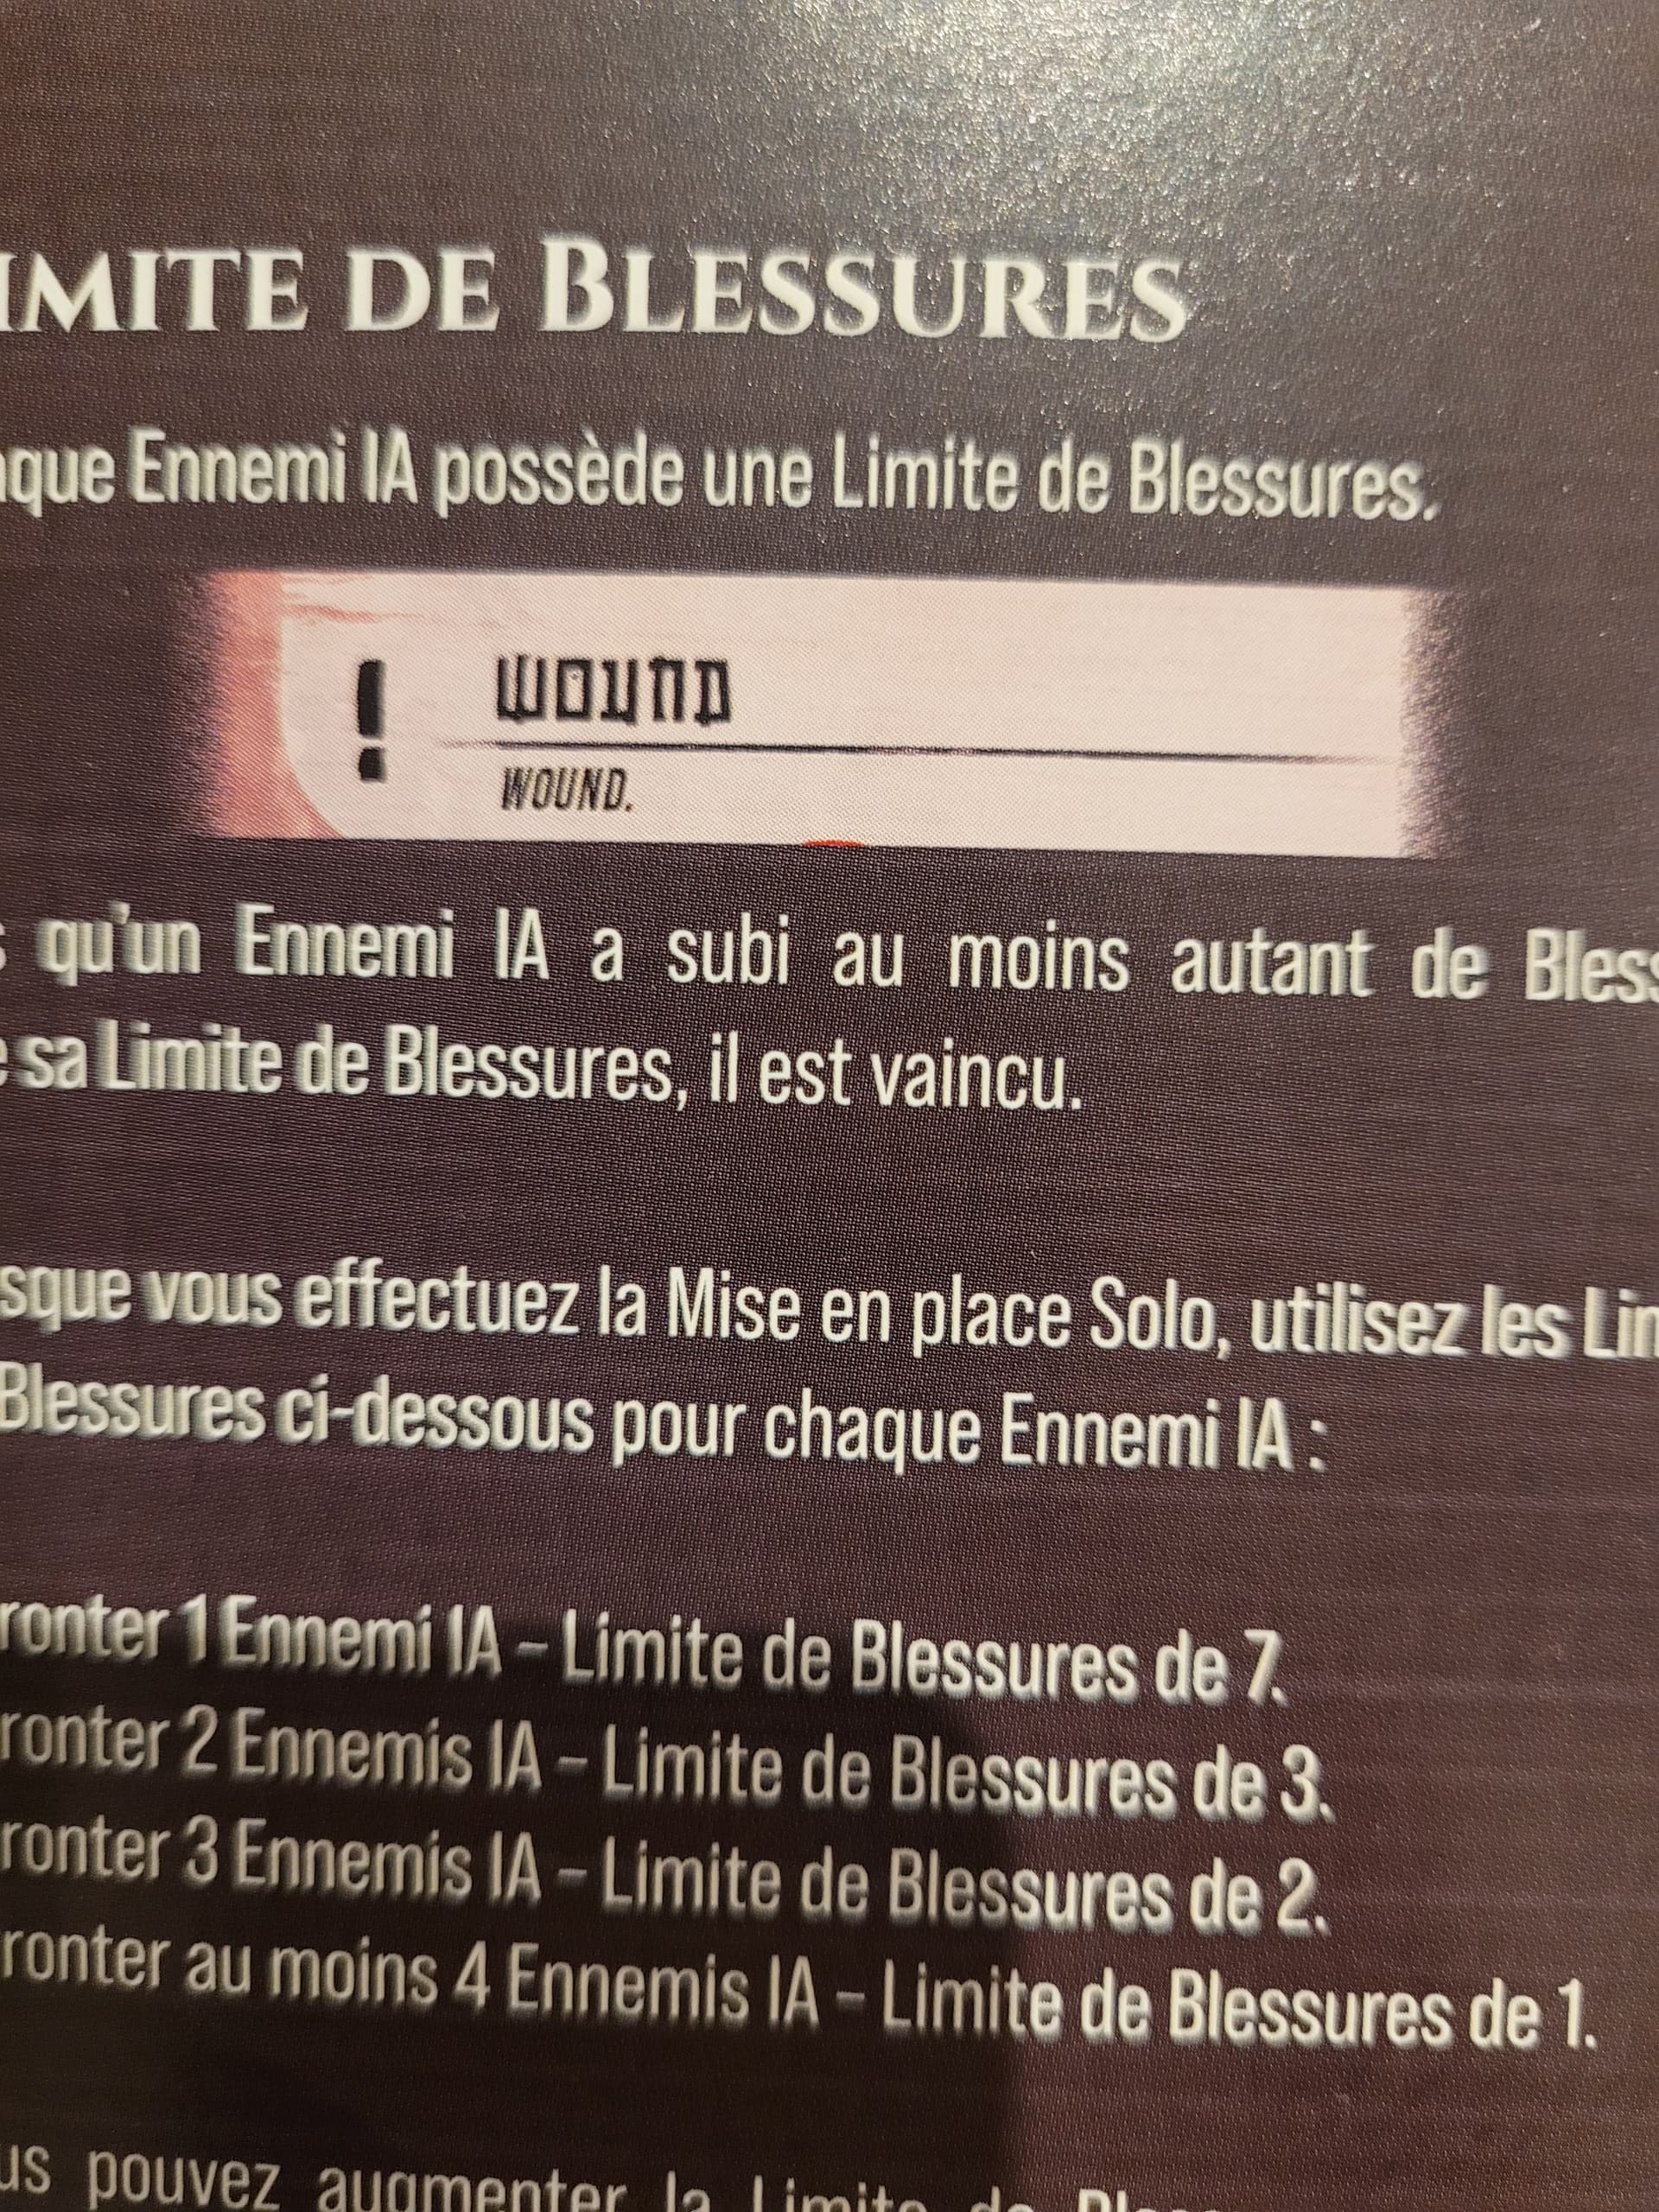 IMITE DE BLESSURES
que Ennemi IA possède une Limite de Blessures.
!
WOUND
WOUND.
qu'un Ennemi IA a subi au moins autant de Bless
sa Limite de Blessures, il est vaincu.
sque vous effectuez la Mise en place Solo, utilisez les Lim
Blessures ci-dessous pour chaque Ennemi IA :
ronter 1 Ennemi IA – Limite de Blessures de 7.
ronter 2 Ennemis IA – Limite de Blessures de 3.
ronter 3 Ennemis IA – Limite de Blessures de 2.
ronter au moins 4 Ennemis IA – Limite de Blessures de 1.
us pouvez augmenter la Limite de